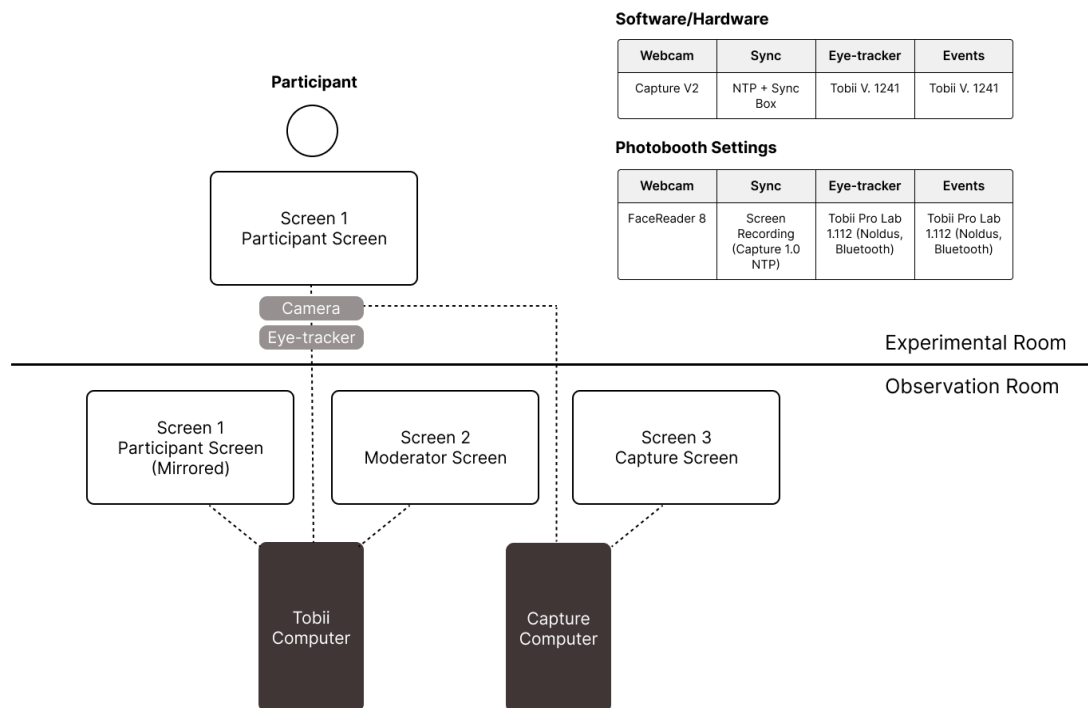 Software/Hardware
Webcam Sync Eye-tracker Events
Capture V2 NTP + Sync Box Tobii V. 1241 Tobii V. 1241
Participant
Photobooth Settings
Webcam Sync Eye-tracker Events
FaceReader 8 Screen Recording (Capture 1.0 NTP) Tobii Pro Lab 1.112 (Noldus, Bluetooth) Tobii Pro Lab 1.112 (Noldus, Bluetooth)
Screen 1
Participant Screen
Camera
Eye-tracker
Experimental Room
Observation Room
Screen 1
Participant Screen
(Mirrored)
Screen 2
Moderator Screen
Screen 3
Capture Screen
Tobii
Computer
Capture
Computer